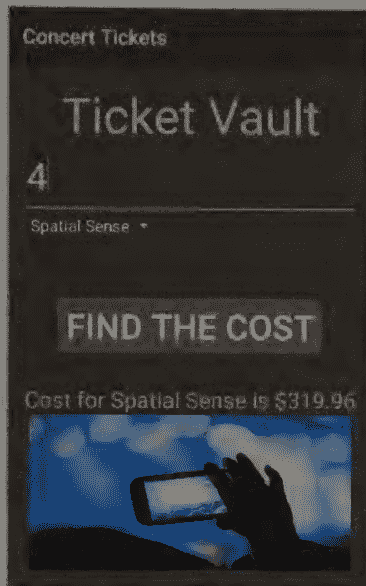 Concert Tickets
Ticket Vault
4
Spatial Sense
FIND THE COST
Cost for Spatial Sense is $319.96